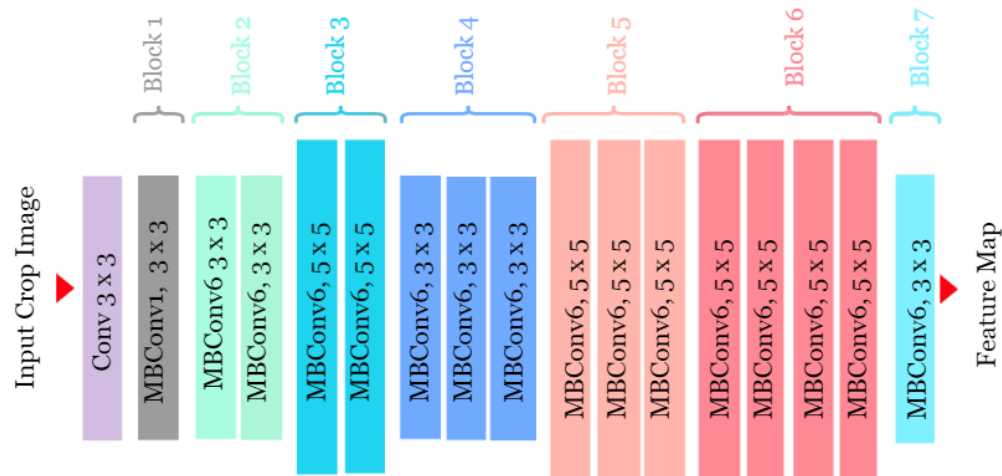 Block 1
Block 2
Block 3
Block 4
Block 5
Block 6
Block 7
Input Crop Image
Conv 3 x 3
MBConv1, 3 x 3
MBConv6 3 x 3
MBConv6, 3 x 3
MBConv6, 5 x 5
MBConv6, 5 x 5
MBConv6, 3 x 3
MBConv6, 3 x 3
MBConv6, 3 x 3
MBConv6, 5 x 5
MBConv6, 5 x 5
MBConv6, 5 x 5
MBConv6, 5 x 5
MBConv6, 5 x 5
MBConv6, 5 x 5
MBConv6, 5 x 5
MBConv6, 3 x 3
Feature Map